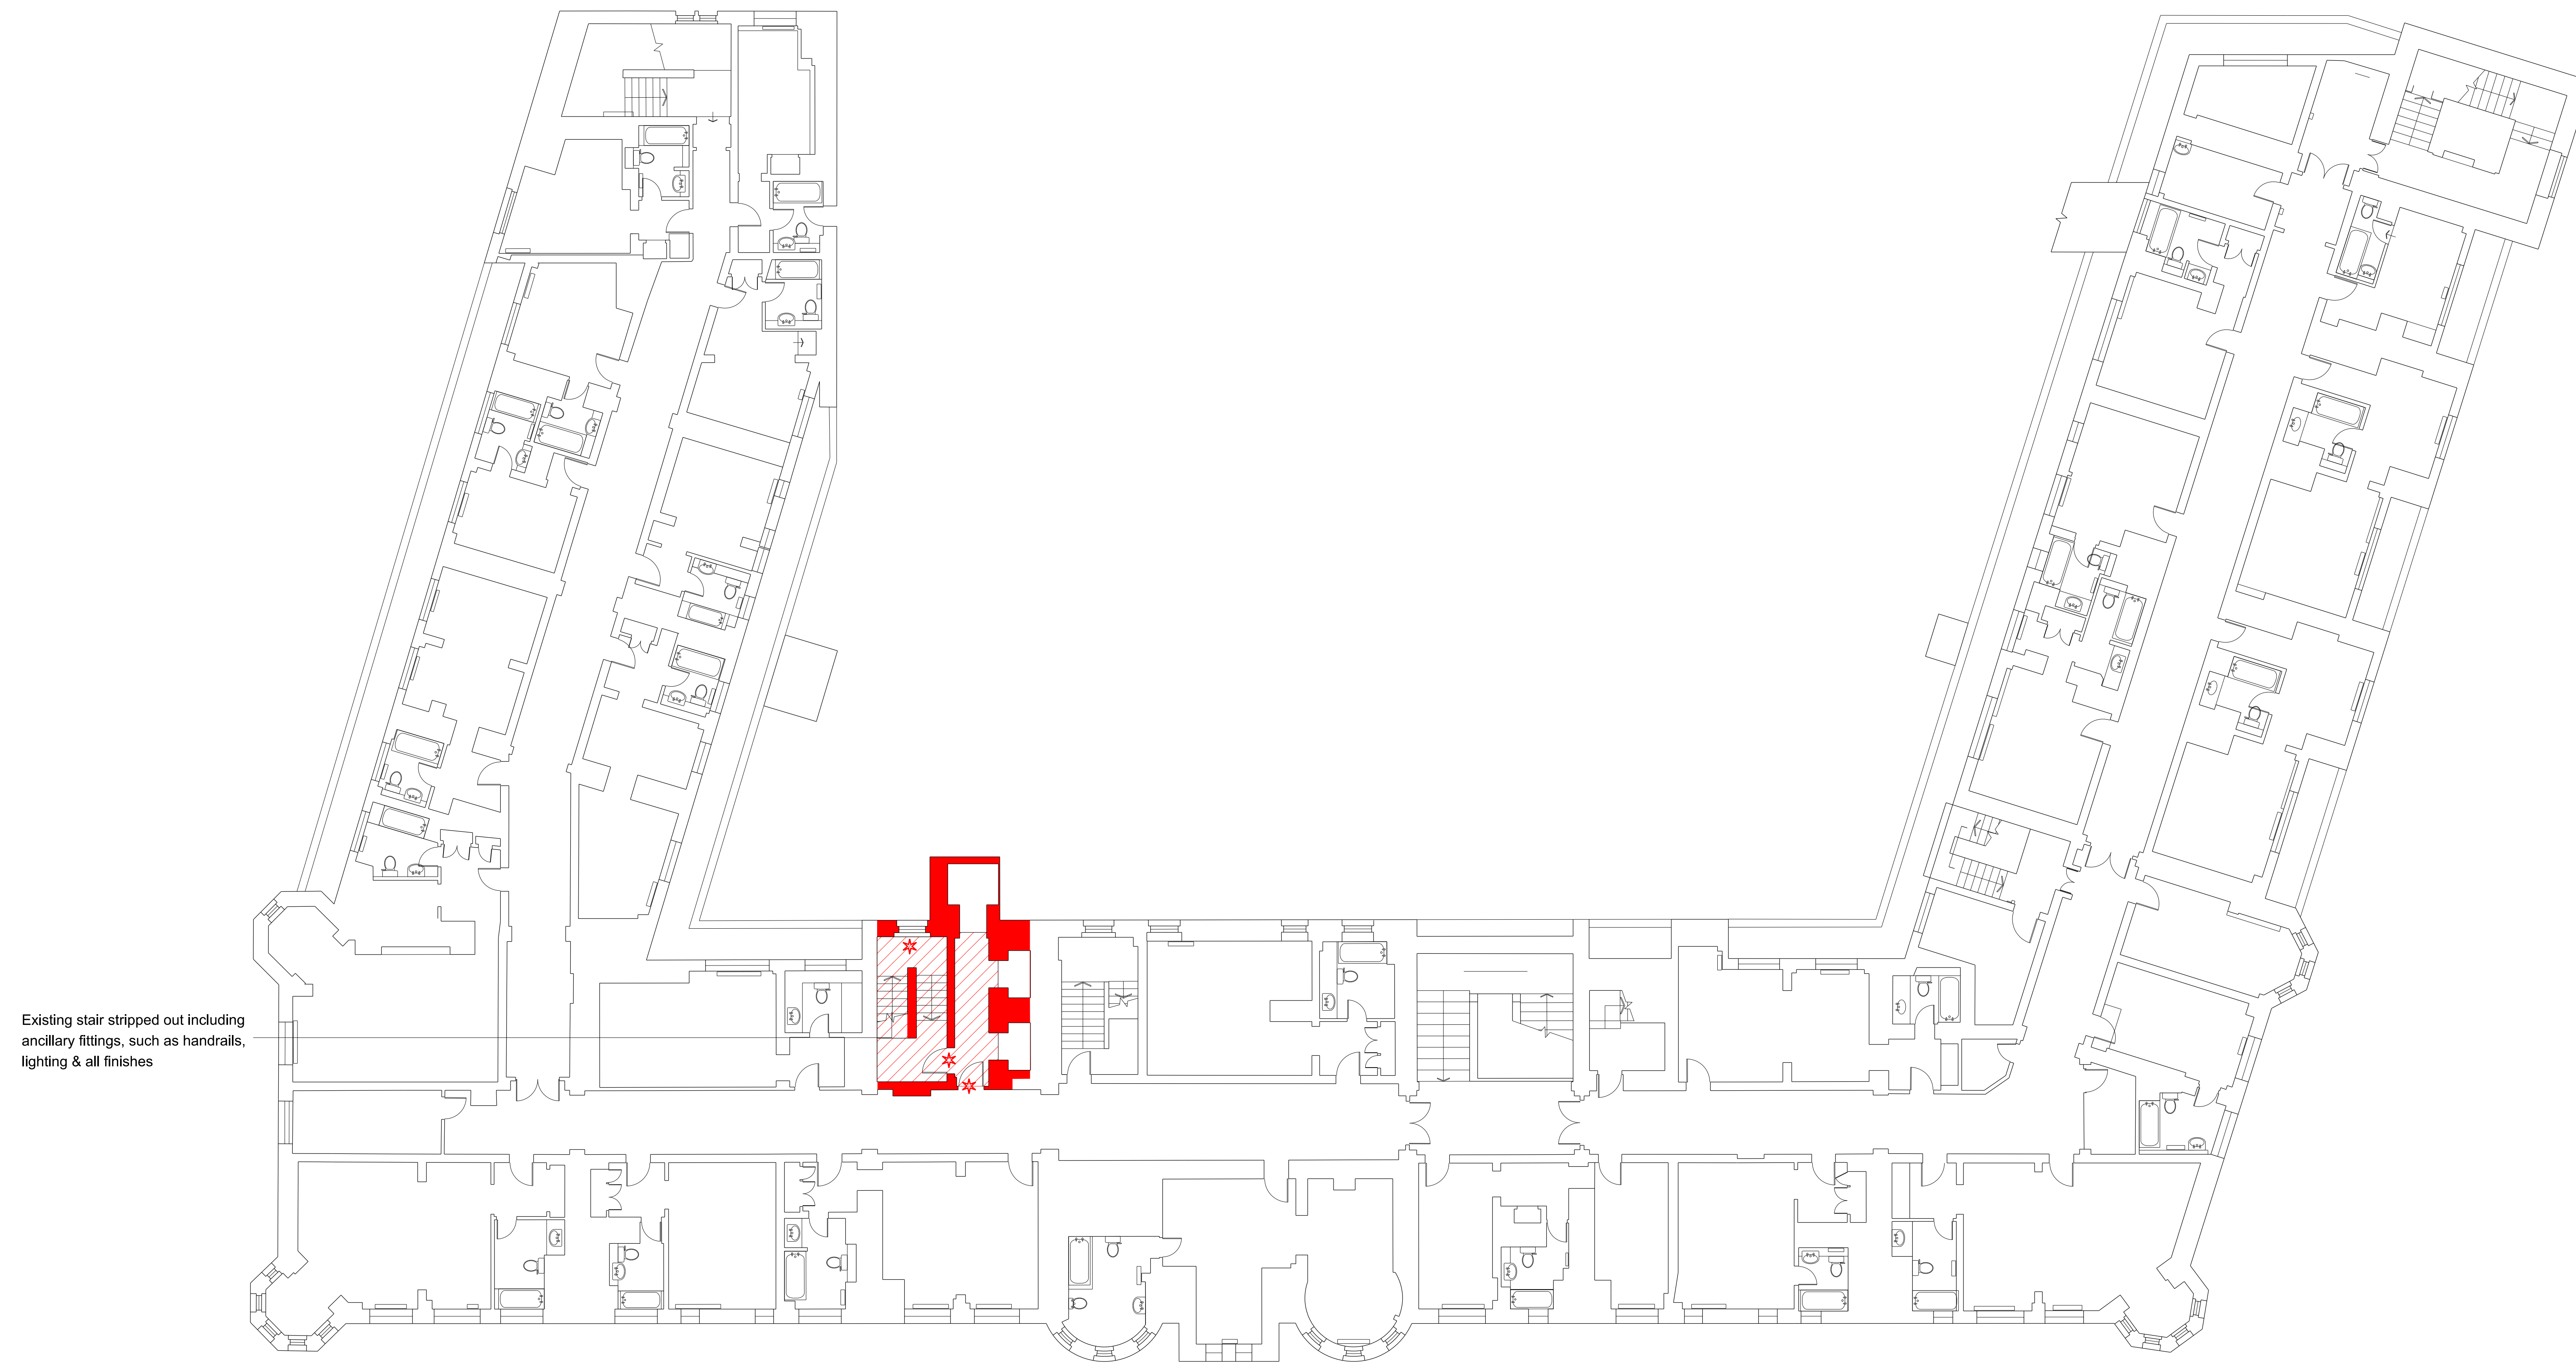 Existing stair stripped out including
ancillary fittings, such as handrails,
lighting & all finishes